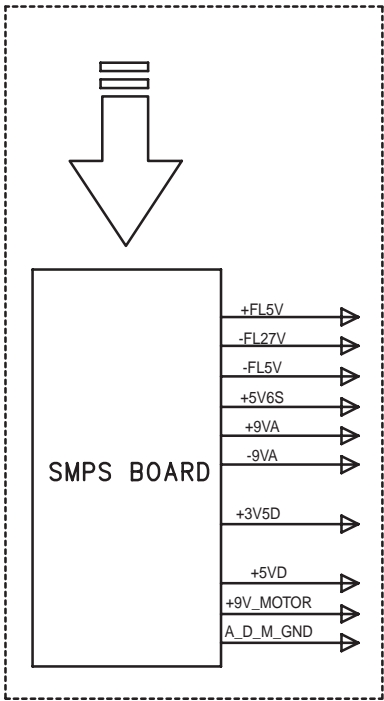 +FL5V
-FL27V
-FL5V
+5V6S
+9VA
-9VA
SMPS BOARD
+3V5D
+5VD
+9V_MOTOR
A_D_M_GND